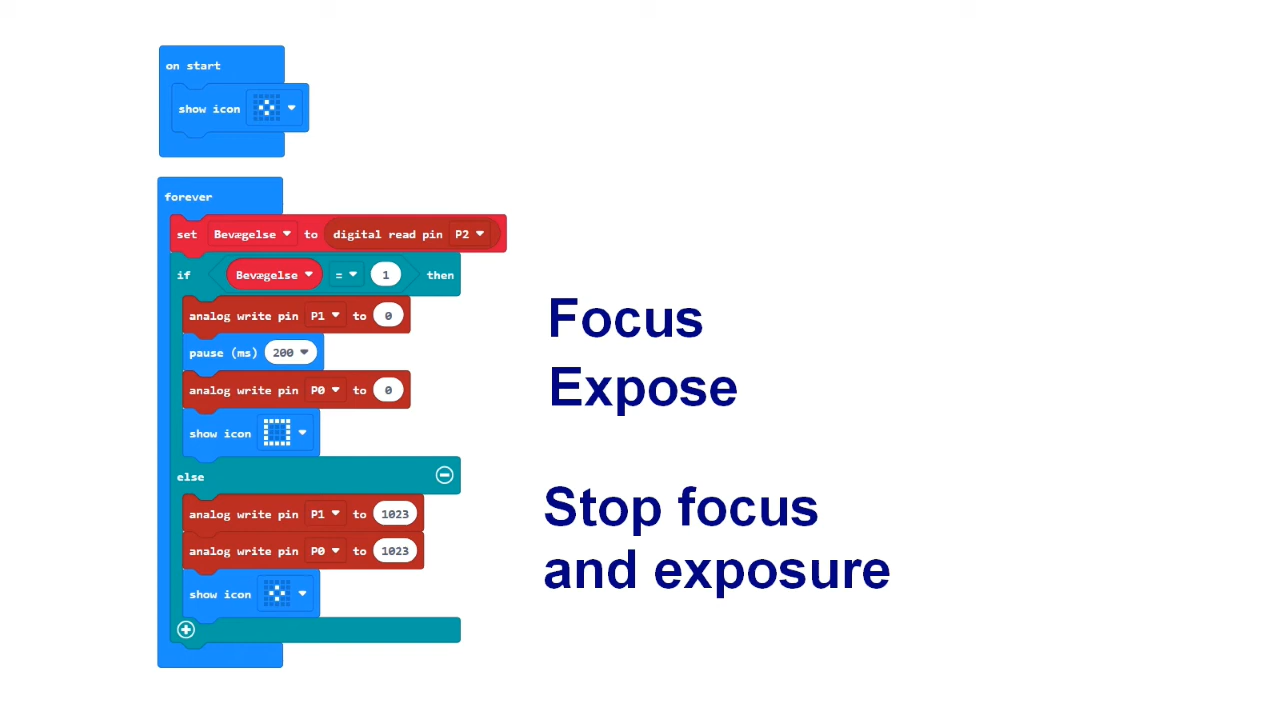 on start
show icon
forever
set Bevægelse to digital read pin P2
if Bevægelse = 1 then
analog write pin P1 to 0
pause (ms) 200
analog write pin P0 to 0
show icon
else
analog write pin P1 to 1023
analog write pin P0 to 1023
show icon
Focus
Expose
Stop focus
and exposure